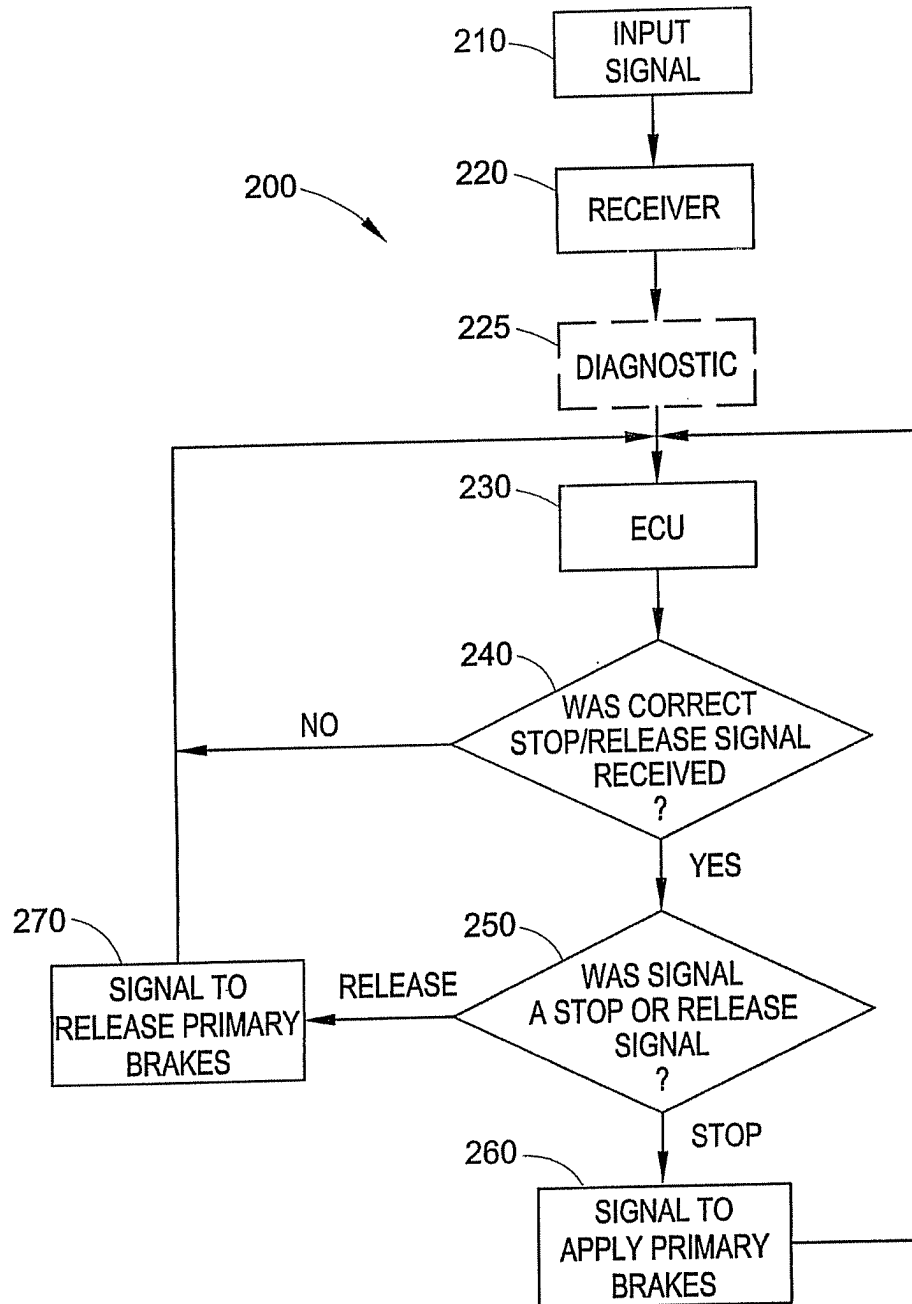 210
INPUT
SIGNAL
220
RECEIVER
200
225
DIAGNOSTIC
230
ECU
240
WAS CORRECT
STOP/RELEASE SIGNAL
RECEIVED
?
NO
YES
250
WAS SIGNAL
A STOP OR RELEASE
SIGNAL
?
RELEASE
270
SIGNAL TO
RELEASE PRIMARY
BRAKES
STOP
260
SIGNAL TO
APPLY PRIMARY
BRAKES